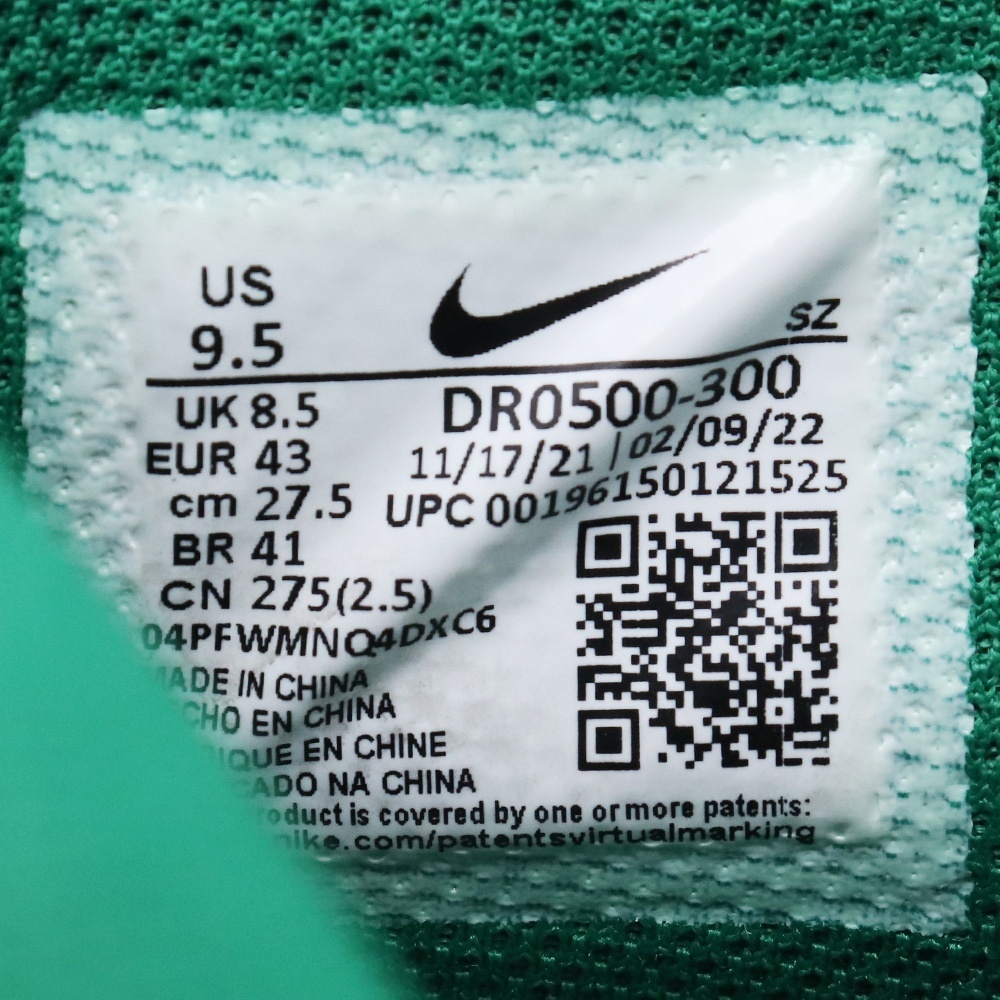 US
9.5
SZ
UK 8.5
DR0500-300
EUR 43
11/17/21 | 02/09/22
cm 27.5
UPC 00196150121525
BR 41
CN 275(2.5)
04PFWMNQ4DXC6
MADE IN CHINA
CHO EN CHINA
IQUE EN CHINE
CADO NA CHINA
roduct is covered by one or more patents:
nike.com/patentsvirtualmarking